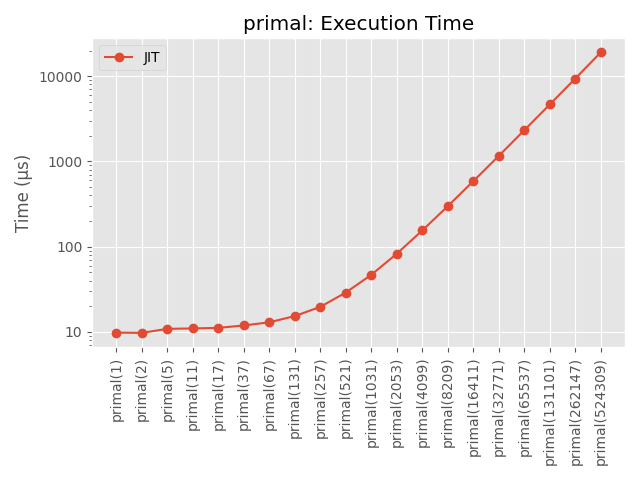 primal: Execution Time
JIT
Time (µs)
10000
1000
100
10
primal(1)
primal(2)
primal(5)
primal(11)
primal(17)
primal(37)
primal(67)
primal(131)
primal(257)
primal(521)
primal(1031)
primal(2053)
primal(4099)
primal(8209)
primal(16411)
primal(32771)
primal(65537)
primal(131101)
primal(262147)
primal(524309)